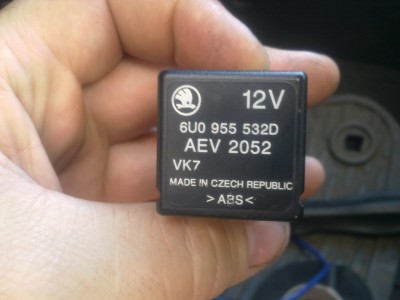 12V
6U0 955 532D
AEV 2052
VK7
MADE IN CZECH REPUBLIC
>ABS<